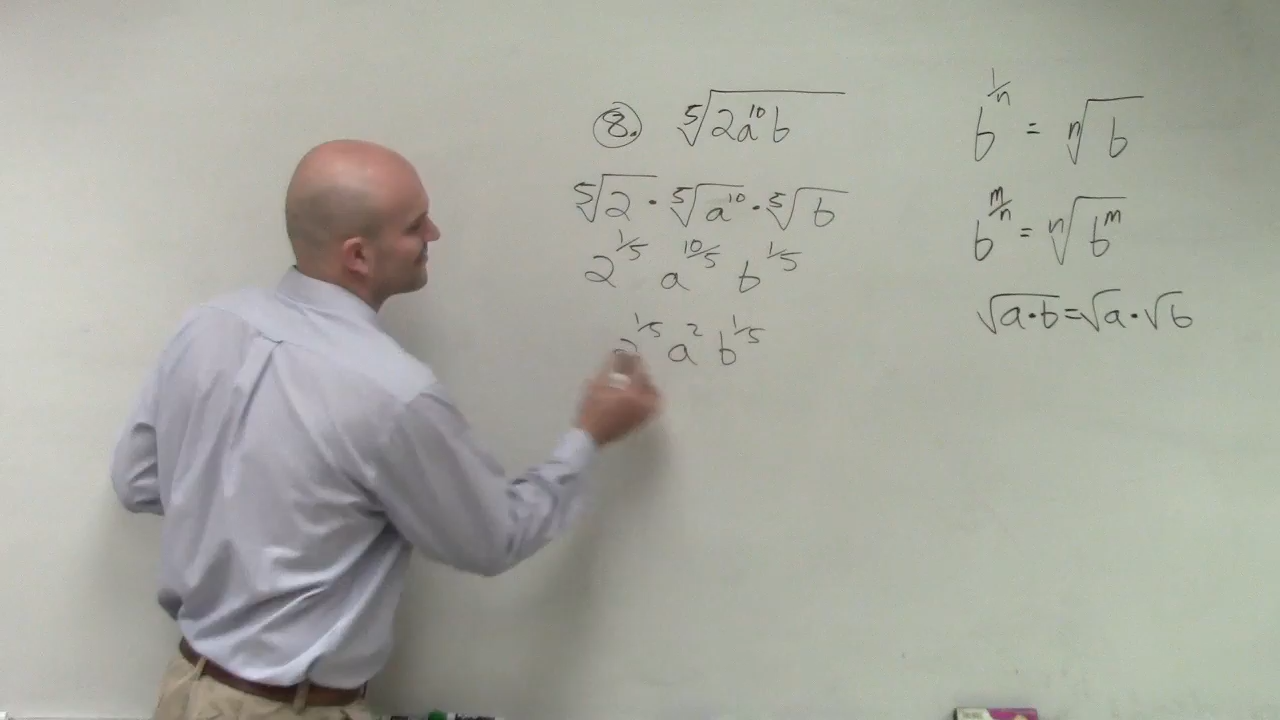 8. ⁵√(2a¹⁰b)
⁵√2 · ⁵√a¹⁰ · ⁵√b
2^(1/5) a^(10/5) b^(1/5)
2^(1/5) a² b^(1/5)
b^(1/n) = ⁿ√b
b^(m/n) = ⁿ√(b^m)
√(a·b) = √a · √b